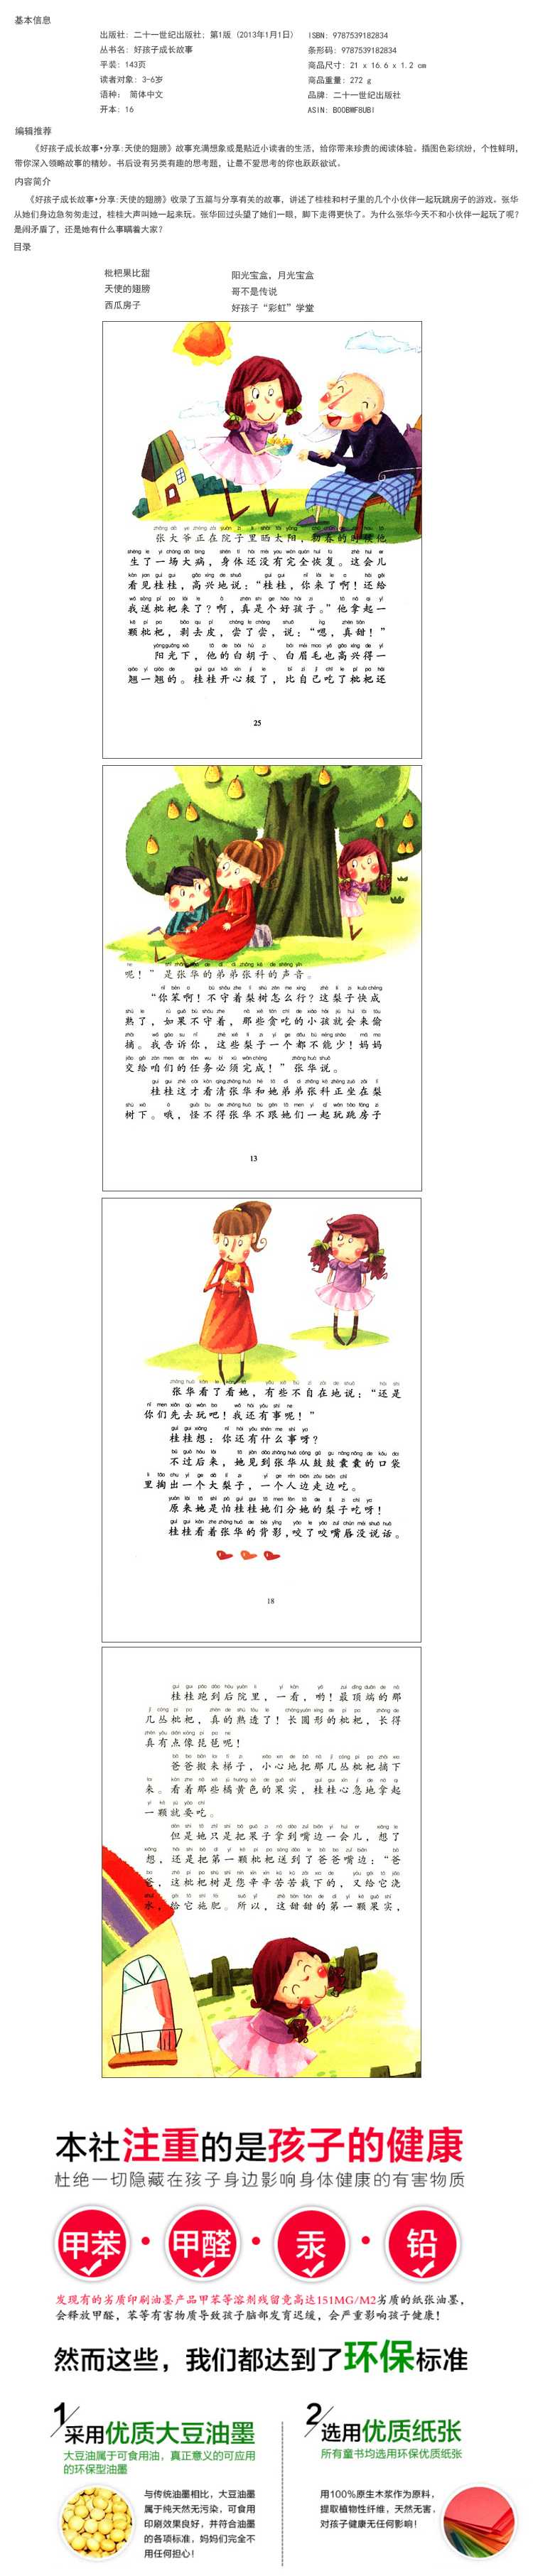 基本信息
出版社: 二十一世纪出版社; 第1版 (2013年1月1日)
ISBN: 9787539182834
丛书名: 好孩子成长故事
条形码: 9787539182834
平装: 143页
商品尺寸: 21 x 16.6 x 1.2 cm
读者对象: 3-6岁
商品重量: 272 g
语种: 简体中文
品牌: 二十一世纪出版社
开本: 16
ASIN: B00BWF8UBI
编辑推荐
《好孩子成长故事•分享:天使的翅膀》故事充满想象或是贴近小读者的生活, 给你带来珍贵的阅读体验。插图色彩缤纷, 个性鲜明,
带你深入领略故事的精妙。书后设有另类有趣的思考题, 让最不爱思考的你也跃跃欲试。
内容简介
《好孩子成长故事•分享:天使的翅膀》收录了五篇与分享有关的故事, 讲述了桂桂和村子里的几个小伙伴一起玩跳房子的游戏。张华
从她们身边急匆匆走过, 桂桂大声叫她一起来玩。张华回过头望了她们一眼, 脚下走得更快了。为什么张华今天不和小伙伴一起玩了呢?
是闹矛盾了, 还是她有什么事瞒着大家?
目录
枇杷果比甜
阳光宝盒, 月光宝盒
天使的翅膀
哥不是传说
西瓜房子
好孩子“彩虹”学堂
张大爷正在院子里晒太阳, 初春的时候他
生了一场大病, 身体还没有完全恢复。这会儿
看见桂桂, 高兴地说: “桂桂, 你来了啊! 还给
我送枇杷来了? 啊, 真是个好孩子。” 他拿起一
颗枇杷, 剥去皮, 尝了尝, 说: “嗯, 真甜! ”
阳光下, 他的白胡子、白眉毛也高兴得一
翘一翘的。桂桂开心极了, 比自己吃了枇杷还
25
呢! ” 是张华的弟弟张科的声音。
“你笨啊! 不守着梨树怎么行? 这梨子快成
熟了, 如果不守着, 那些贪吃的小孩就会来偷
摘。我告诉你, 这些梨子一个都不能少! 妈妈
交给咱们的任务必须完成! ” 张华说。
桂桂这才看清张华和她弟弟张科正坐在梨
树下。哦, 怪不得张华不跟她们一起玩跳房子
13
张华看了看她, 有些不自在地说: “还是
你们先去玩吧! 我还有事呢! ”
桂桂想: 你还有什么事呀?
不过后来, 她见到张华从鼓鼓囊囊的口袋
里掏出一个大梨子, 一个人边走边吃。
原来她是怕桂桂她们分她的梨子吃呀!
桂桂看着张华的背影, 咬了咬嘴唇没说话。
18
桂桂跑到后院里, 一看, 哟! 最顶端的那
几丛枇杷, 真的熟透了! 长圆形的枇杷, 长得
真有点像琵琶呢!
爸爸搬来梯子, 小心地把那几丛枇杷摘下
来。看着那些橘黄色的果实, 桂桂心急地拿起
一颗就要吃。
但是她只是把果子拿到嘴边一会儿, 想了
想, 还是把第一颗枇杷送到了爸爸嘴边: “爸
爸, 这枇杷树是您辛辛苦苦栽下的, 又给它浇
水, 给它施肥。所以, 这甜甜的第一颗果实,
本社注重的是孩子的健康
杜绝一切隐藏在孩子身边影响身体健康的有害物质
甲苯 • 甲醛 • 汞 • 铅
发现有的劣质印刷油墨产品甲苯等溶剂残留竟高达151MG/M2劣质的纸张油墨,
会释放甲醛, 苯等有害物质导致孩子脑部发育迟缓, 会严重影响孩子健康!
然而这些, 我们都达到了环保标准
1 采用优质大豆油墨
大豆油属于可食用油, 真正意义的可应用
的环保型油墨
与传统油墨相比, 大豆油墨
属于纯天然无污染, 可食用
印刷效果良好, 并符合油墨
的各项标准, 妈妈们完全不
用任何担心!
2 选用优质纸张
所有童书均选用环保优质纸张
用100%原生木浆作为原料,
提取植物性纤维, 天然无害,
对孩子健康无任何影响!